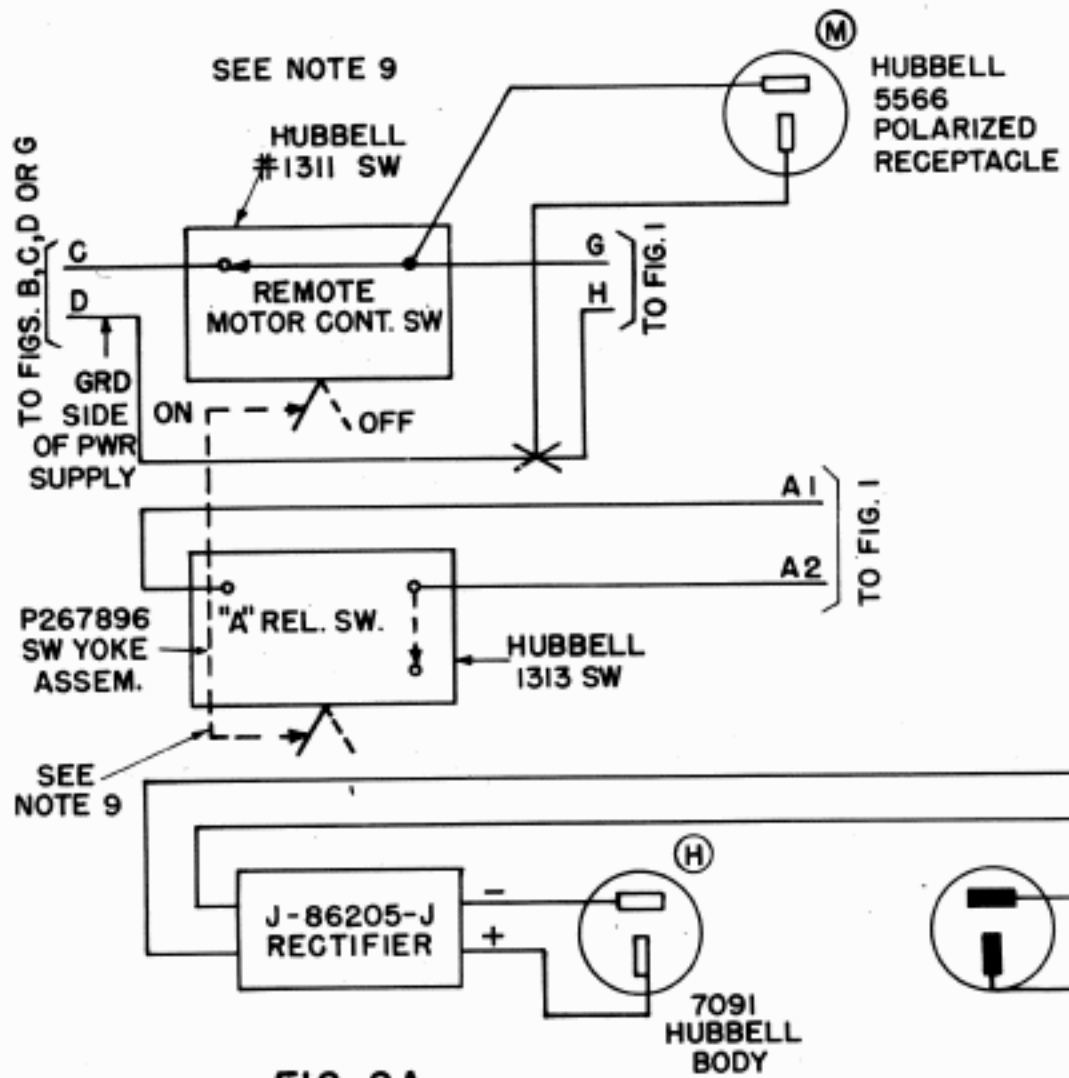 M
SEE NOTE 9
HUBBELL
5566
POLARIZED
RECEPTACLE
HUBBELL
#1311 SW
TO FIGS. B,C,D OR G
C
D
G
H
TO FIG. 1
REMOTE
MOTOR CONT. SW
GRD
SIDE
OF PWR
SUPPLY
ON
OFF
A1
A2
TO FIG. 1
P267896
SW YOKE
ASSEM.
"A" REL. SW.
HUBBELL
1313 SW
SEE
NOTE 9
H
J-86205-J
RECTIFIER
-
+
7091
HUBBELL
BODY